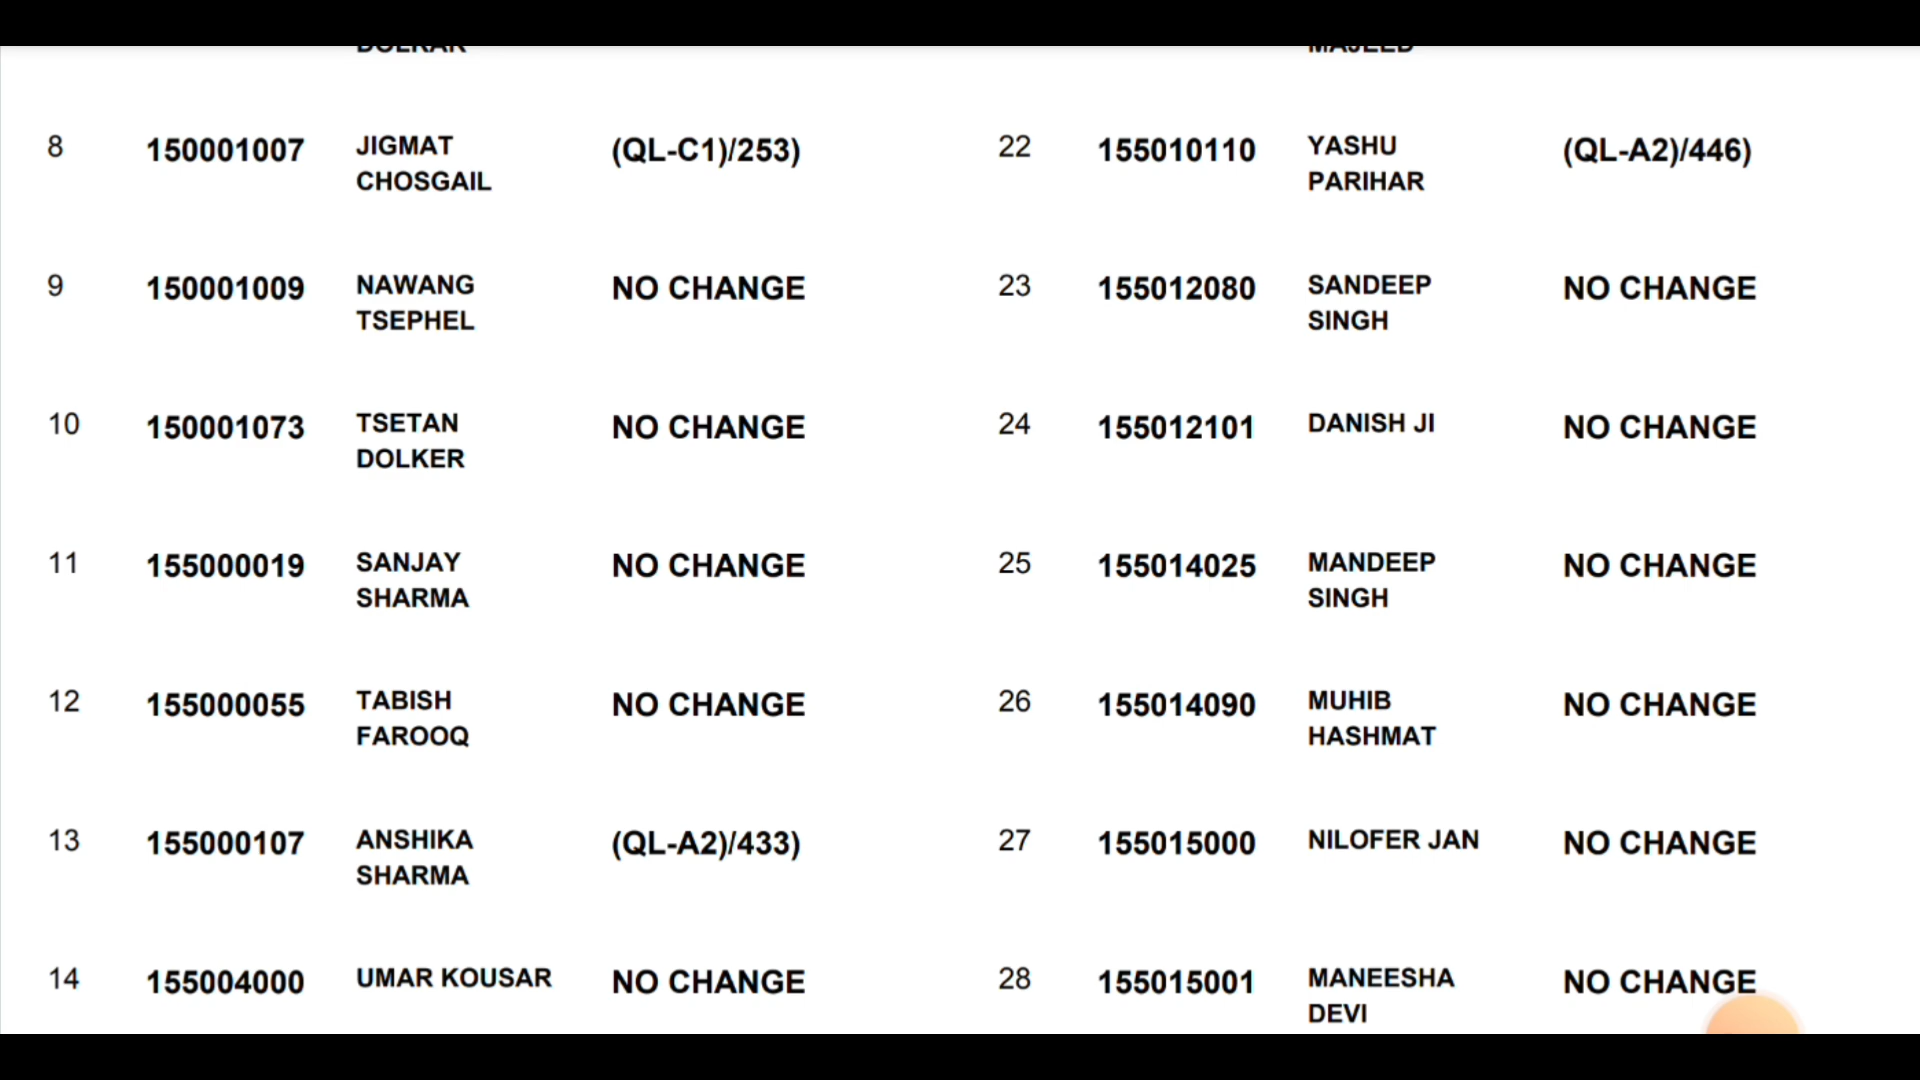 DOLKAR
MAJEED
8 150001007 JIGMAT (QL-C1)/253) 22 155010110 YASHU (QL-A2)/446)
CHOSGAIL PARIHAR
9 150001009 NAWANG NO CHANGE 23 155012080 SANDEEP NO CHANGE
TSEPHEL SINGH
10 150001073 TSETAN NO CHANGE 24 155012101 DANISH JI NO CHANGE
DOLKER
11 155000019 SANJAY NO CHANGE 25 155014025 MANDEEP NO CHANGE
SHARMA SINGH
12 155000055 TABISH NO CHANGE 26 155014090 MUHIB NO CHANGE
FAROOQ HASHMAT
13 155000107 ANSHIKA (QL-A2)/433) 27 155015000 NILOFER JAN NO CHANGE
SHARMA
14 155004000 UMAR KOUSAR NO CHANGE 28 155015001 MANEESHA NO CHANGE
DEVI